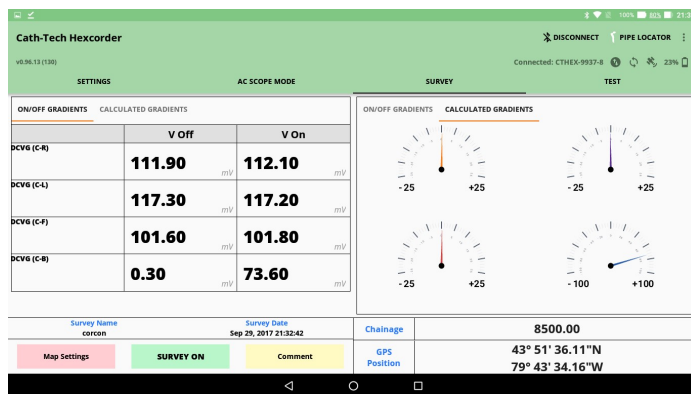 100% 80% 21:3
Cath-Tech Hexcorder
DISCONNECT PIPE LOCATOR
v0.96.13 (130)
Connected: CTHEX-9937-8 23%
SETTINGS AC SCOPE MODE SURVEY TEST
ON/OFF GRADIENTS CALCULATED GRADIENTS
V Off V On
DCVG (C-R)
111.90 mV 112.10 mV
DCVG (C-L)
117.30 mV 117.20 mV
DCVG (C-F)
101.60 mV 101.80 mV
DCVG (C-B)
0.30 mV 73.60 mV
ON/OFF GRADIENTS CALCULATED GRADIENTS
- 25 +25
- 25 +25
- 25 +25
- 100 +100
Survey Name Survey Date
corcon Sep 29, 2017 21:32:42
Map Settings SURVEY ON Comment
Chainage 8500.00
GPS Position
43° 51' 36.11"N
79° 43' 34.16"W